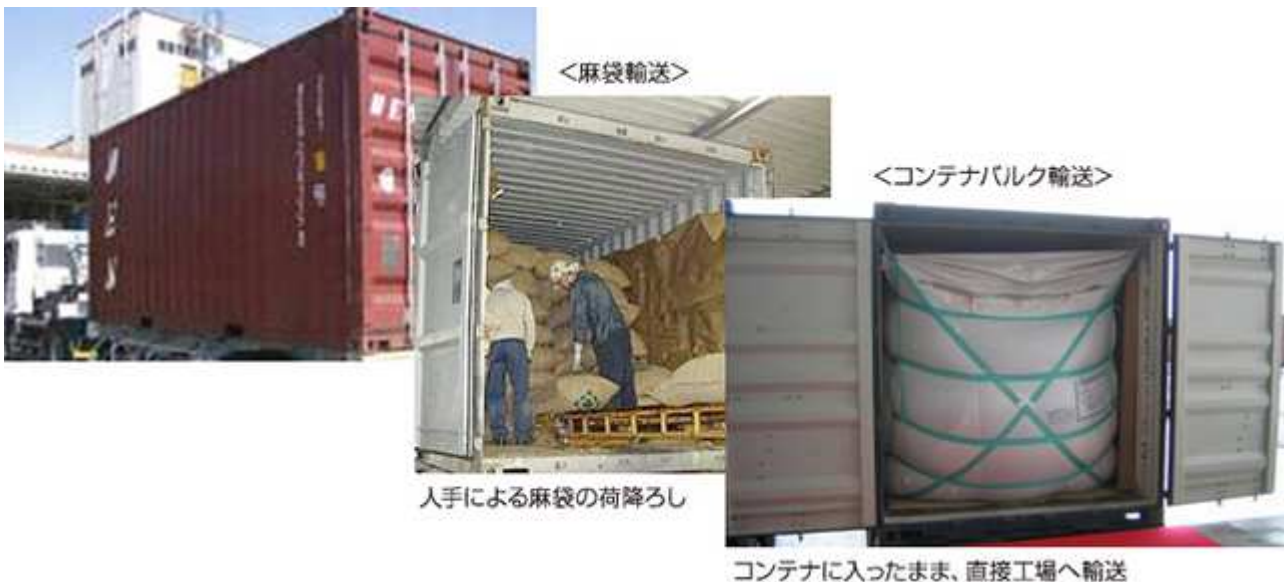 <麻袋輸送>
<コンテナバルク輸送>
人手による麻袋の荷降ろし
コンテナに入ったまま、直接工場へ輸送